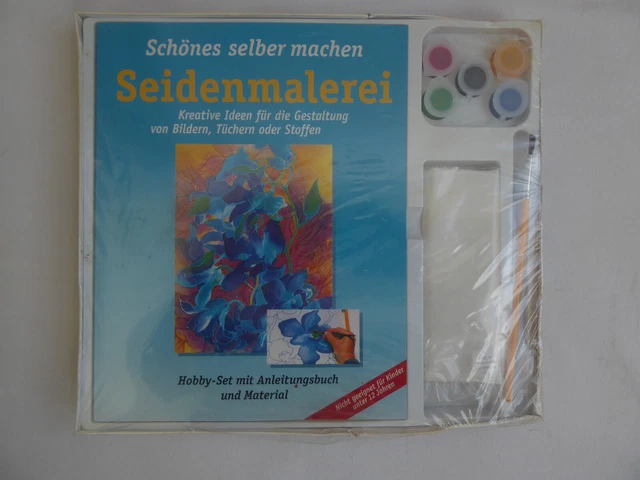 Schönes selber machen
Seidenmalerei
Kreative Ideen für die Gestaltung
von Bildern, Tüchern oder Stoffen
Hobby-Set mit Anleitungsbuch
und Material
Nicht geeignet für Kinder
unter 12 Jahren